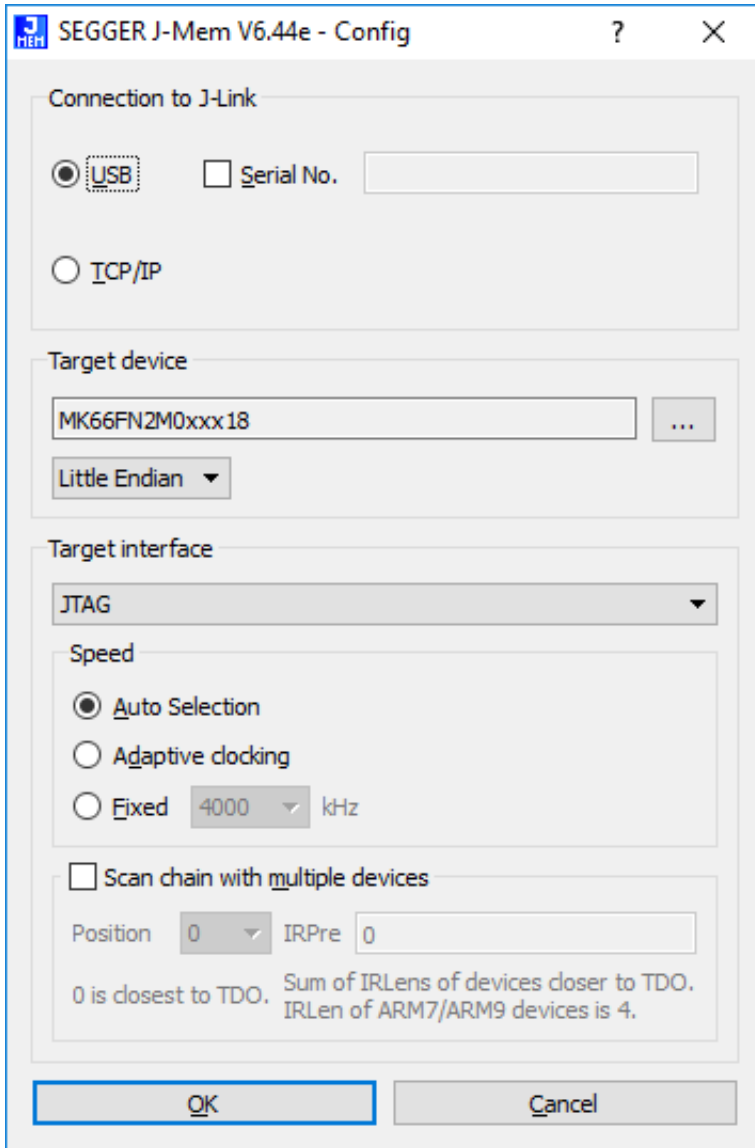 J MEM SEGGER J-Mem V6.44e - Config ? X
Connection to J-Link
USB Serial No.
TCP/IP
Target device
MK66FN2M0xxx18 ...
Little Endian
Target interface
JTAG
Speed
Auto Selection
Adaptive clocking
Fixed 4000 kHz
Scan chain with multiple devices
Position 0 IRPre 0
0 is closest to TDO. Sum of IRLens of devices closer to TDO.
IRLen of ARM7/ARM9 devices is 4.
OK Cancel